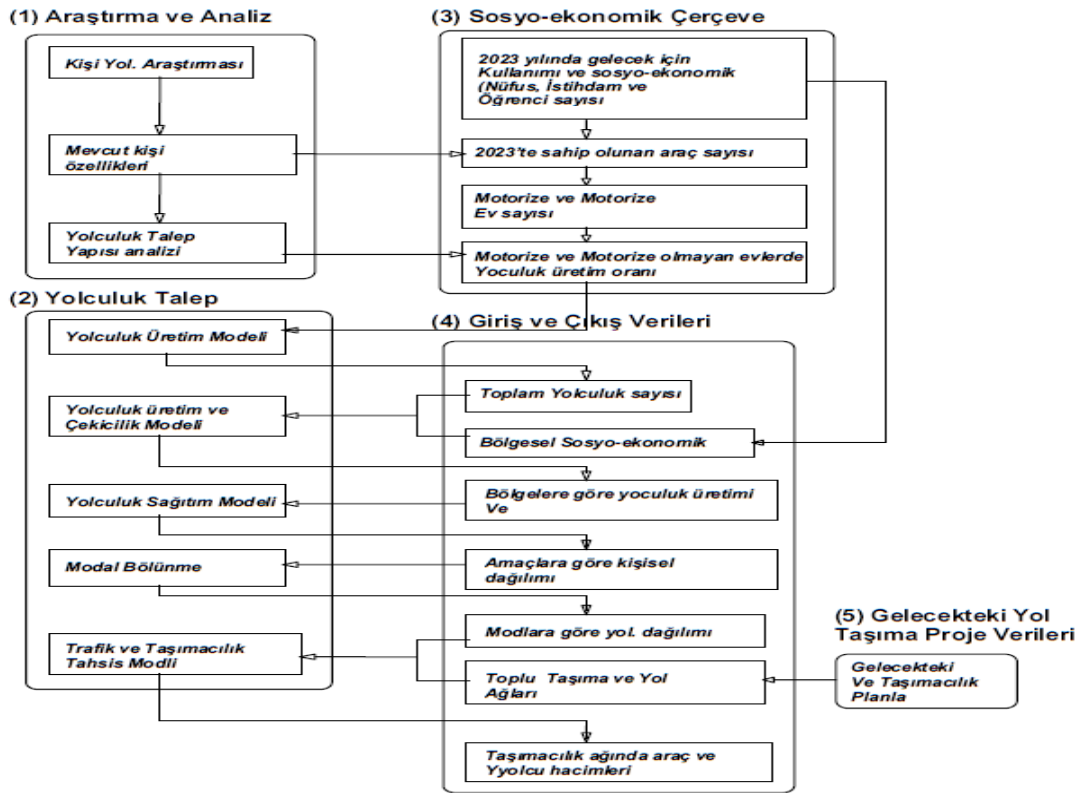 (1) Araştırma ve Analiz
Kişi Yol. Araştırması
Mevcut kişi
özellikleri
Yolculuk Talep
Yapısı analizi
(3) Sosyo-ekonomik Çerçeve
2023 yılında gelecek için
Kullanımı ve sosyo-ekonomik
(Nüfus, İstihdam ve
Öğrenci sayısı
2023'te sahip olunan araç sayısı
Motorize ve Motorize
Ev sayısı
Motorize ve Motorize olmayan evlerde
Yoculuk üretim oranı
(2) Yolculuk Talep
Yolculuk Üretim Modeli
Yolculuk üretim ve
Çekicilik Modeli
Yolculuk Sağıtım Modeli
Modal Bölünme
Trafik ve Taşımacılık
Tahsis Modli
(4) Giriş ve Çıkış Verileri
Toplam Yolculuk sayısı
Bölgesel Sosyo-ekonomik
Bölgelere göre yoculuk üretimi
Ve
Amaçlara göre kişisel
dağılımı
Modlara göre yol. dağılımı
Toplu Taşıma ve Yol
Ağları
Taşımacılık ağında araç ve
Yyolcu hacimleri
(5) Gelecekteki Yol
Taşıma Proje Verileri
Gelecekteki
Ve Taşımacılık
Planla